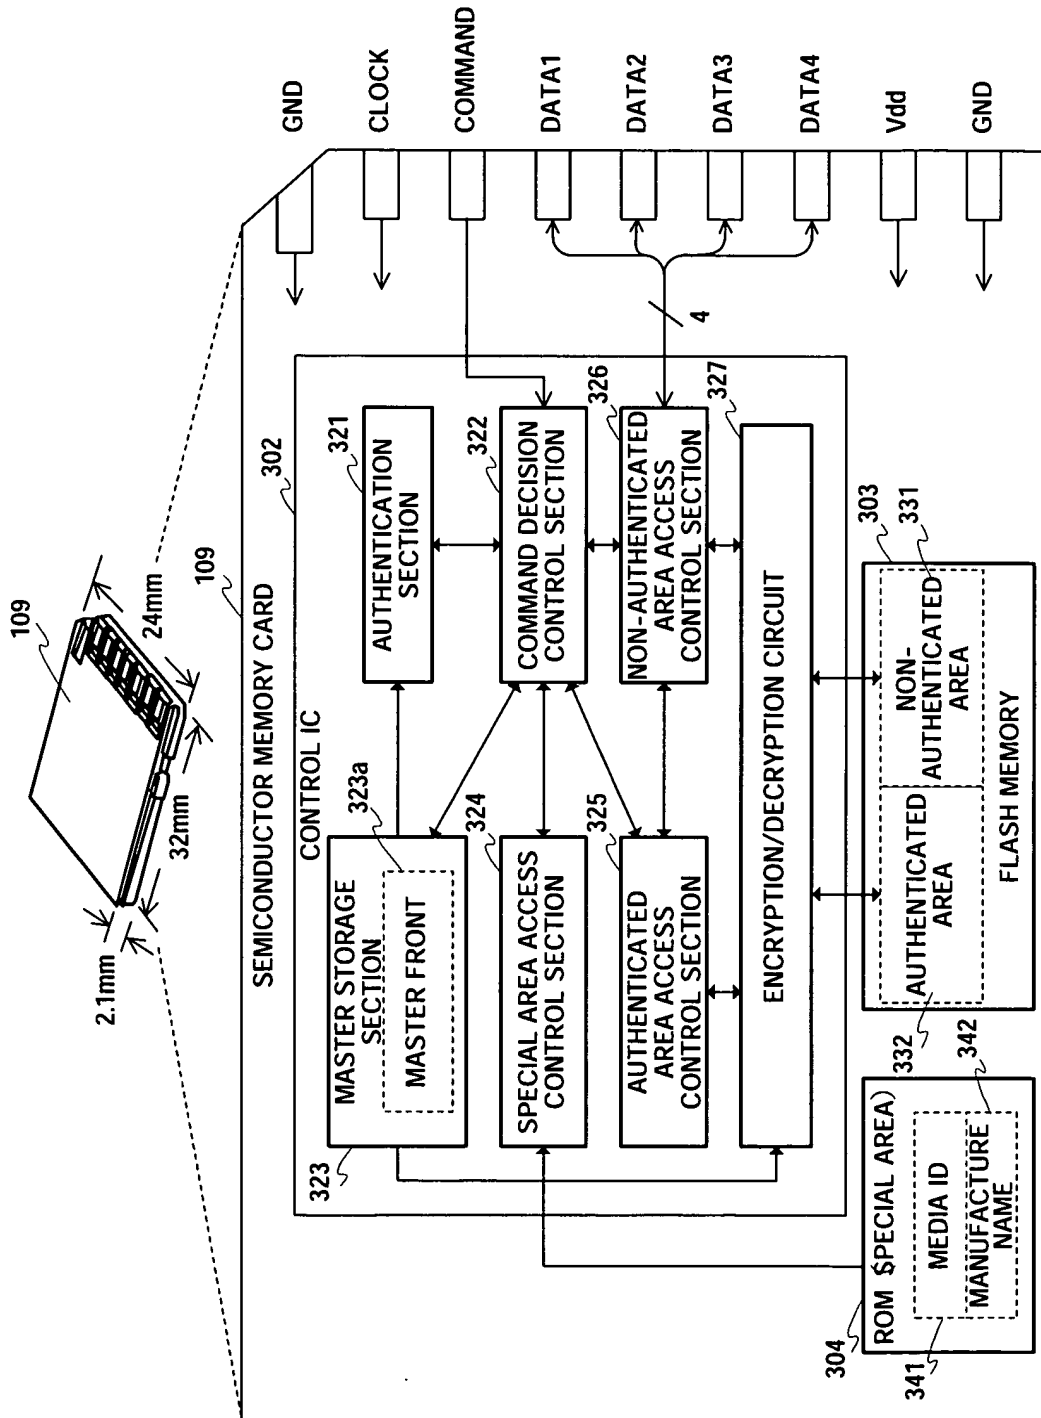 109
24mm
32mm
2.1mm
109
SEMICONDUCTOR MEMORY CARD
GND
CLOCK
COMMAND
DATA1
DATA2
DATA3
DATA4
Vdd
GND
302
CONTROL IC
323
MASTER STORAGE
SECTION
323a
MASTER FRONT
321
AUTHENTICATION
SECTION
324
SPECIAL AREA ACCESS
CONTROL SECTION
322
COMMAND DECISION
CONTROL SECTION
325
AUTHENTICATED
AREA ACCESS
CONTROL SECTION
326
NON-AUTHENTICATED
AREA ACCESS
CONTROL SECTION
4
327
ENCRYPTION/DECRYPTION CIRCUIT
304
ROM (SPECIAL AREA)
341
MEDIA ID
342
MANUFACTURE
NAME
303
332
AUTHENTICATED
AREA
331
NON-
AUTHENTICATED
AREA
FLASH MEMORY